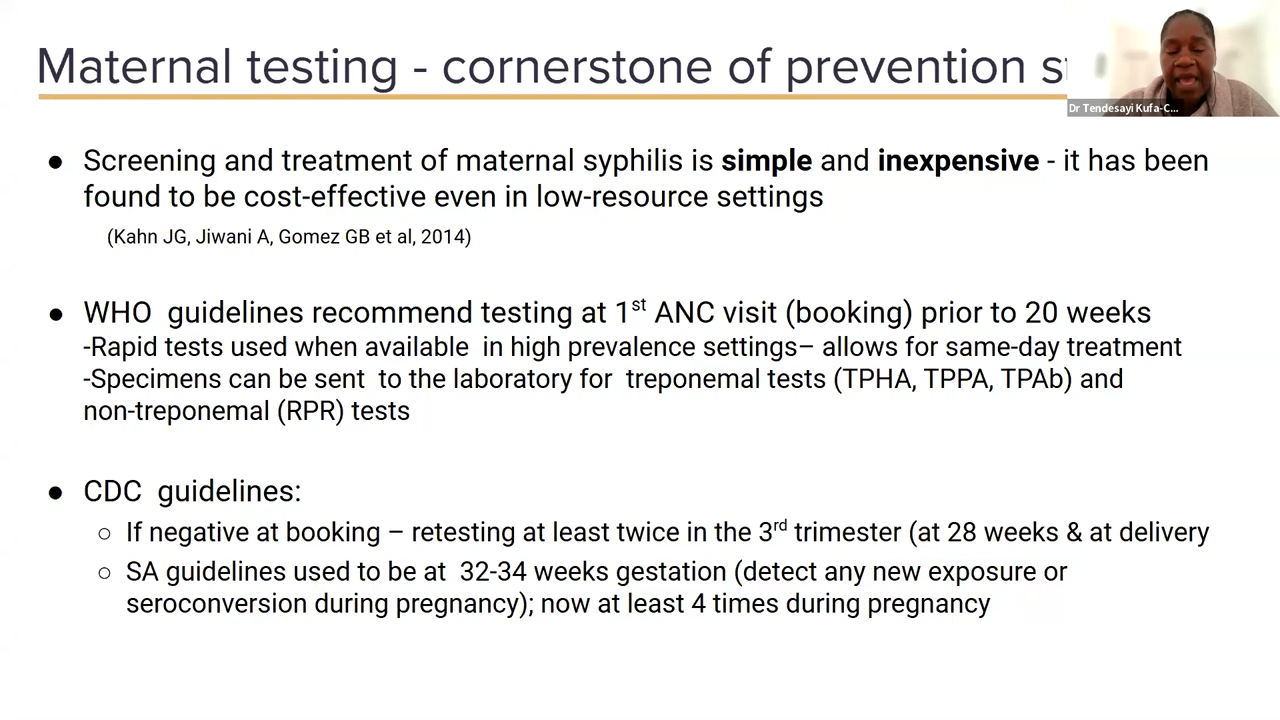 Maternal testing - cornerstone of prevention
Dr Tendesayi Kufa-C...
● Screening and treatment of maternal syphilis is simple and inexpensive - it has been
found to be cost-effective even in low-resource settings
(Kahn JG, Jiwani A, Gomez GB et al, 2014)
● WHO guidelines recommend testing at 1st ANC visit (booking) prior to 20 weeks
-Rapid tests used when available in high prevalence settings– allows for same-day treatment
-Specimens can be sent to the laboratory for treponemal tests (TPHA, TPPA, TPAb) and
non-treponemal (RPR) tests
● CDC guidelines:
○ If negative at booking – retesting at least twice in the 3rd trimester (at 28 weeks & at delivery
○ SA guidelines used to be at 32-34 weeks gestation (detect any new exposure or
seroconversion during pregnancy); now at least 4 times during pregnancy